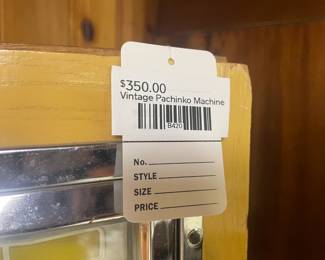 $350.00
Vintage Pachinko Machine
B420
No.
STYLE
SIZE
PRICE